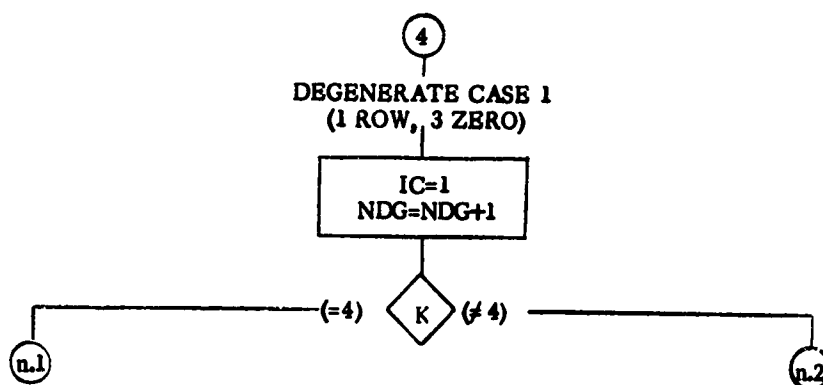 4
DEGENERATE CASE 1
(1 ROW, 3 ZERO)
IC=1
NDG=NDG+1
(=4) K (≠ 4)
n.1 n.2